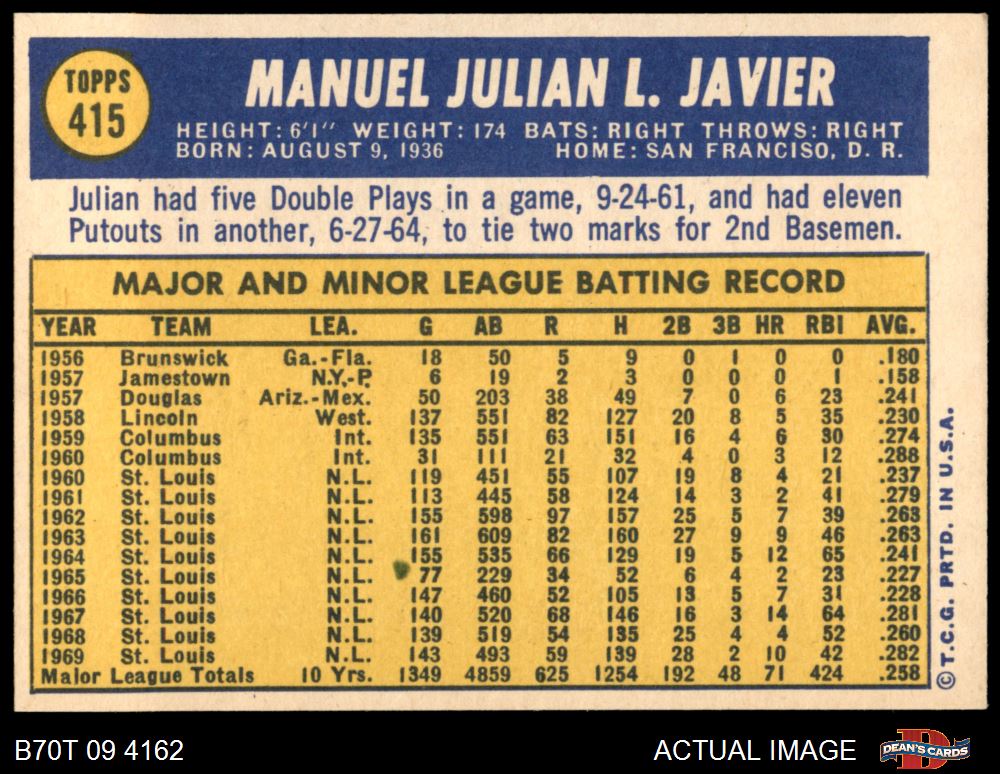 TOPPS
415
MANUEL JULIAN L. JAVIER
HEIGHT: 6'1" WEIGHT: 174 BATS: RIGHT THROWS: RIGHT
BORN: AUGUST 9, 1936 HOME: SAN FRANCISO, D. R.
Julian had five Double Plays in a game, 9-24-61, and had eleven
Putouts in another, 6-27-64, to tie two marks for 2nd Basemen.
MAJOR AND MINOR LEAGUE BATTING RECORD
YEAR TEAM LEA. G AB R H 2B 3B HR RBI AVG.
1956 Brunswick Ga.-Fla. 18 50 5 9 0 1 0 0 .180
1957 Jamestown N.Y.-P. 6 19 2 3 0 0 0 1 .158
1957 Douglas Ariz.-Mex. 50 203 38 49 7 0 6 23 .241
1958 Lincoln West. 137 551 82 127 20 8 5 35 .230
1959 Columbus Int. 135 551 63 151 16 4 6 30 .274
1960 Columbus Int. 31 111 21 32 4 0 3 12 .288
1960 St. Louis N.L. 119 451 55 107 19 8 4 21 .237
1961 St. Louis N.L. 113 445 58 124 14 3 2 41 .279
1962 St. Louis N.L. 155 598 97 157 25 5 7 39 .263
1963 St. Louis N.L. 161 609 82 160 27 9 9 46 .263
1964 St. Louis N.L. 155 535 66 129 19 5 12 65 .241
1965 St. Louis N.L. 77 229 34 52 6 4 2 23 .227
1966 St. Louis N.L. 147 460 52 105 13 5 7 31 .228
1967 St. Louis N.L. 140 520 68 146 16 3 14 64 .281
1968 St. Louis N.L. 139 519 54 135 25 4 4 52 .260
1969 St. Louis N.L. 143 493 59 139 28 2 10 42 .282
Major League Totals 10 Yrs. 1349 4859 625 1254 192 48 71 424 .258
©T.C.G. PRTD. IN U.S.A.
B70T 09 4162 ACTUAL IMAGE
DEAN'S CARDS